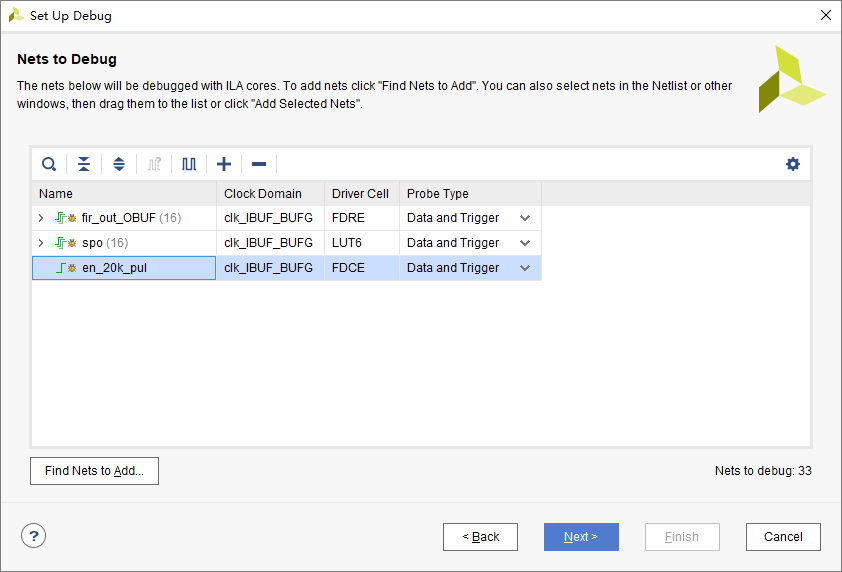 Set Up Debug
Nets to Debug
The nets below will be debugged with ILA cores. To add nets click "Find Nets to Add". You can also select nets in the Netlist or other
windows, then drag them to the list or click "Add Selected Nets".
Name Clock Domain Driver Cell Probe Type
fir_out_OBUF (16) clk_IBUF_BUFG FDRE Data and Trigger
spo (16) clk_IBUF_BUFG LUT6 Data and Trigger
en_20k_pul clk_IBUF_BUFG FDCE Data and Trigger
Find Nets to Add... Nets to debug: 33
? < Back Next > Finish Cancel